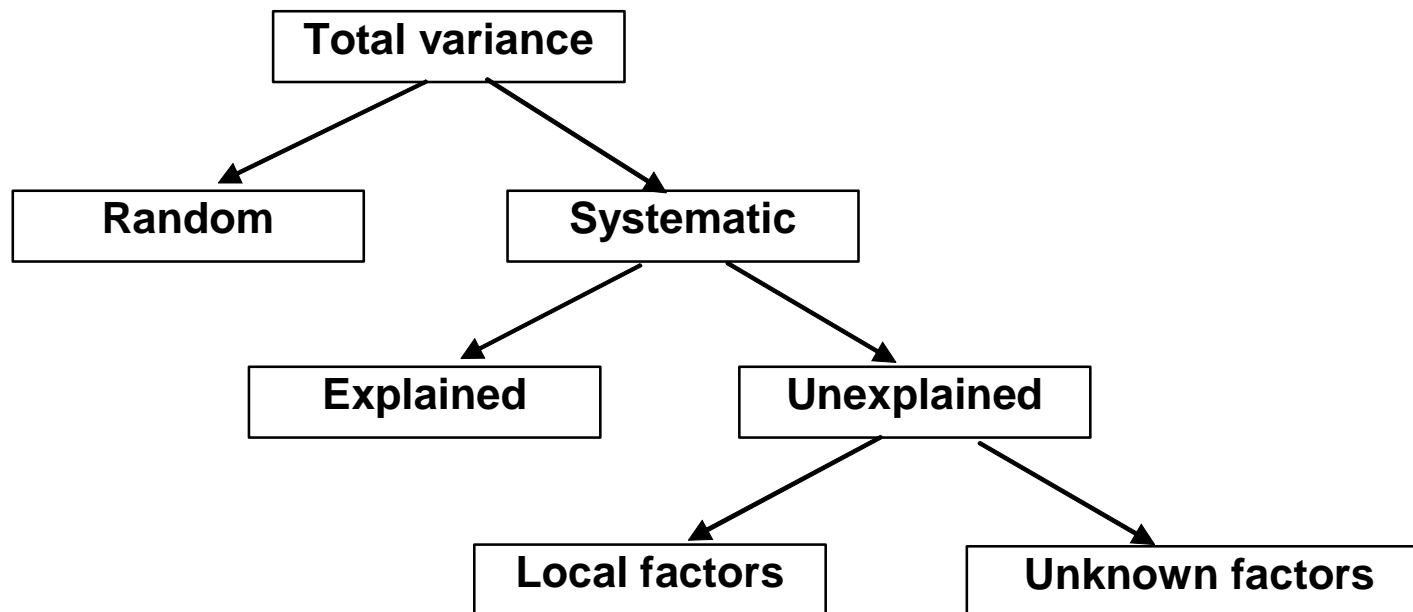 Total variance
Random
Systematic
Explained
Unexplained
Local factors
Unknown factors